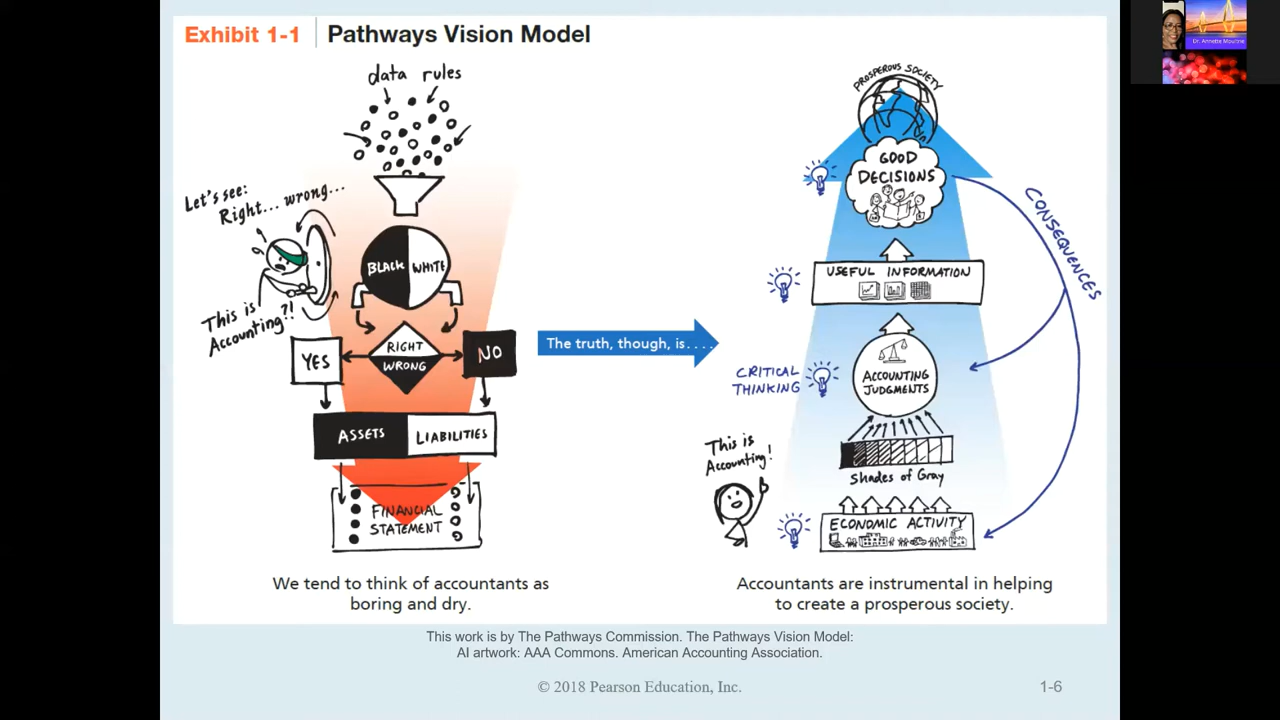 Exhibit 1-1 Pathways Vision Model
data rules
Let's see:
Right... wrong...
BLACK WHITE
This is
Accounting?!
RIGHT
WRONG
YES
NO
ASSETS LIABILITIES
FINANCIAL
STATEMENT
We tend to think of accountants as
boring and dry.
The truth, though, is....
PROSPEROUS SOCIETY
GOOD
DECISIONS
CONSEQUENCES
USEFUL INFORMATION
CRITICAL
THINKING
ACCOUNTING
JUDGMENTS
Shades of Gray
This is
Accounting!
ECONOMIC ACTIVITY
Accountants are instrumental in helping
to create a prosperous society.
This work is by The Pathways Commission. The Pathways Vision Model:
AI artwork: AAA Commons. American Accounting Association.
© 2018 Pearson Education, Inc.
1-6